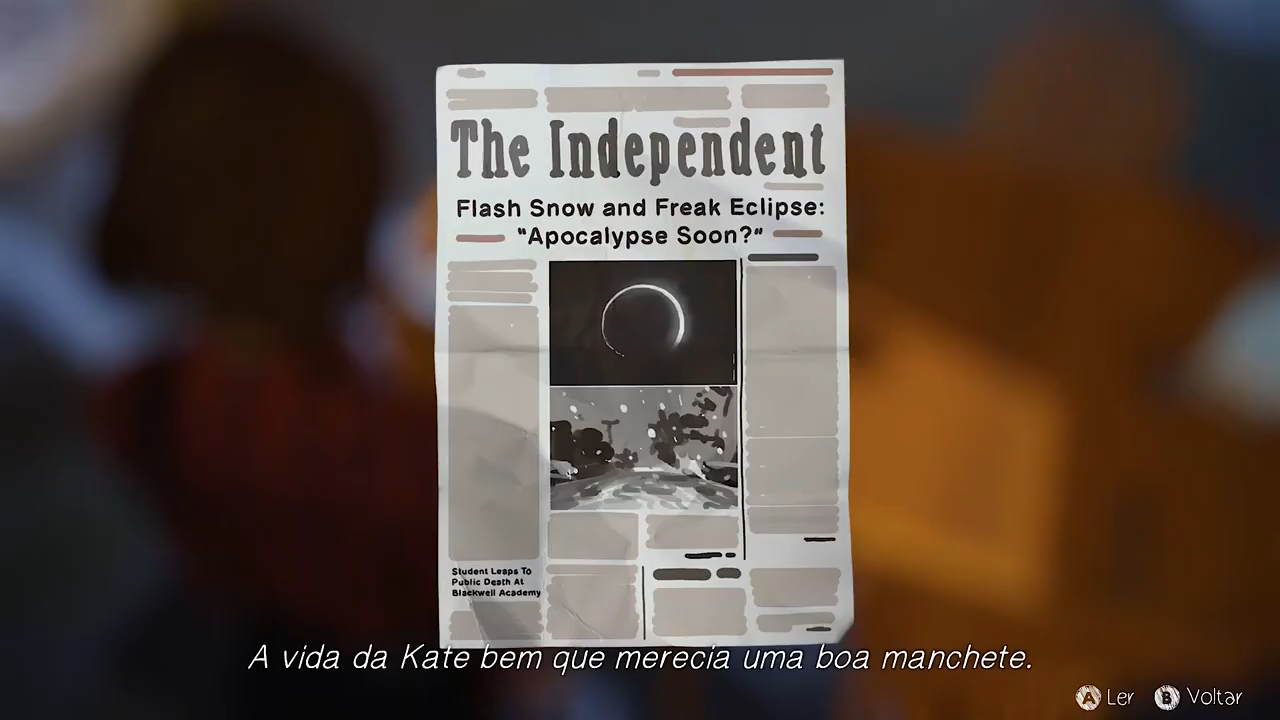 The Independent
Flash Snow and Freak Eclipse:
"Apocalypse Soon?"
Student Leaps To
Public Death At
Blackwell Academy
A vida da Kate bem que merecia uma boa manchete.
A Ler B Voltar